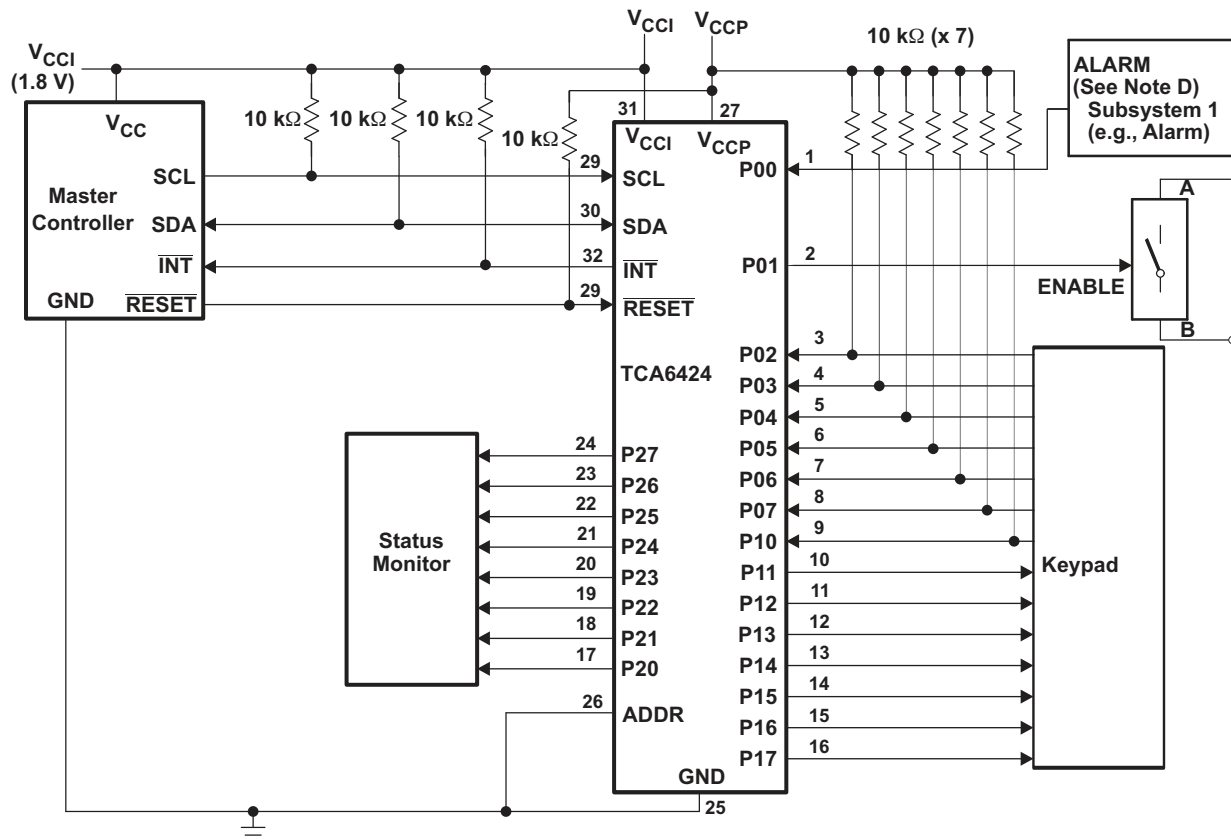 VCCI
(1.8 V)
VCCI
VCCP
10 kΩ (x 7)
ALARM
(See Note D)
Subsystem 1
(e.g., Alarm)
VCC
10 kΩ
10 kΩ
10 kΩ
10 kΩ
31
27
VCCI
VCCP
Master
Controller
SCL
SDA
INT
RESET
GND
29
30
32
29
SCL
SDA
INT
RESET
TCA6424
P00
1
P01
2
ENABLE
A
B
P02
3
P03
4
P04
5
P05
6
P06
7
P07
8
P10
9
P11
10
P12
11
P13
12
P14
13
P15
14
P16
15
P17
16
Keypad
Status
Monitor
24
P27
23
P26
22
P25
21
P24
20
P23
19
P22
18
P21
17
P20
26
ADDR
GND
25